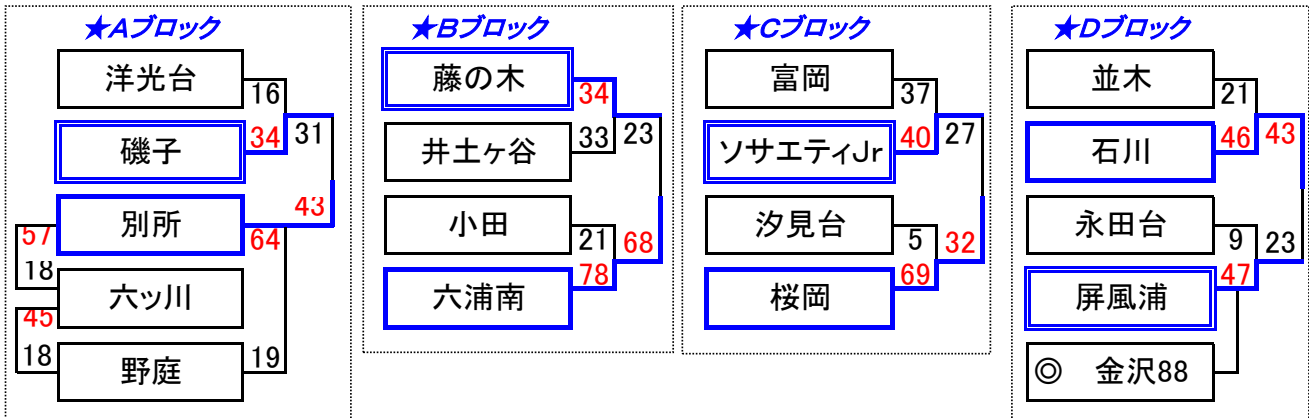 ★Aブロック
洋光台
16
磯子
34
31
別所
43
57
64
18
六ッ川
45
18
野庭
19
★Bブロック
藤の木
34
井土ヶ谷
33
23
小田
21
68
六浦南
78
★Cブロック
富岡
37
ソサエティJr
40
27
汐見台
5
32
桜岡
69
★Dブロック
並木
21
石川
46
43
永田台
9
23
屏風浦
47
◎ 金沢88